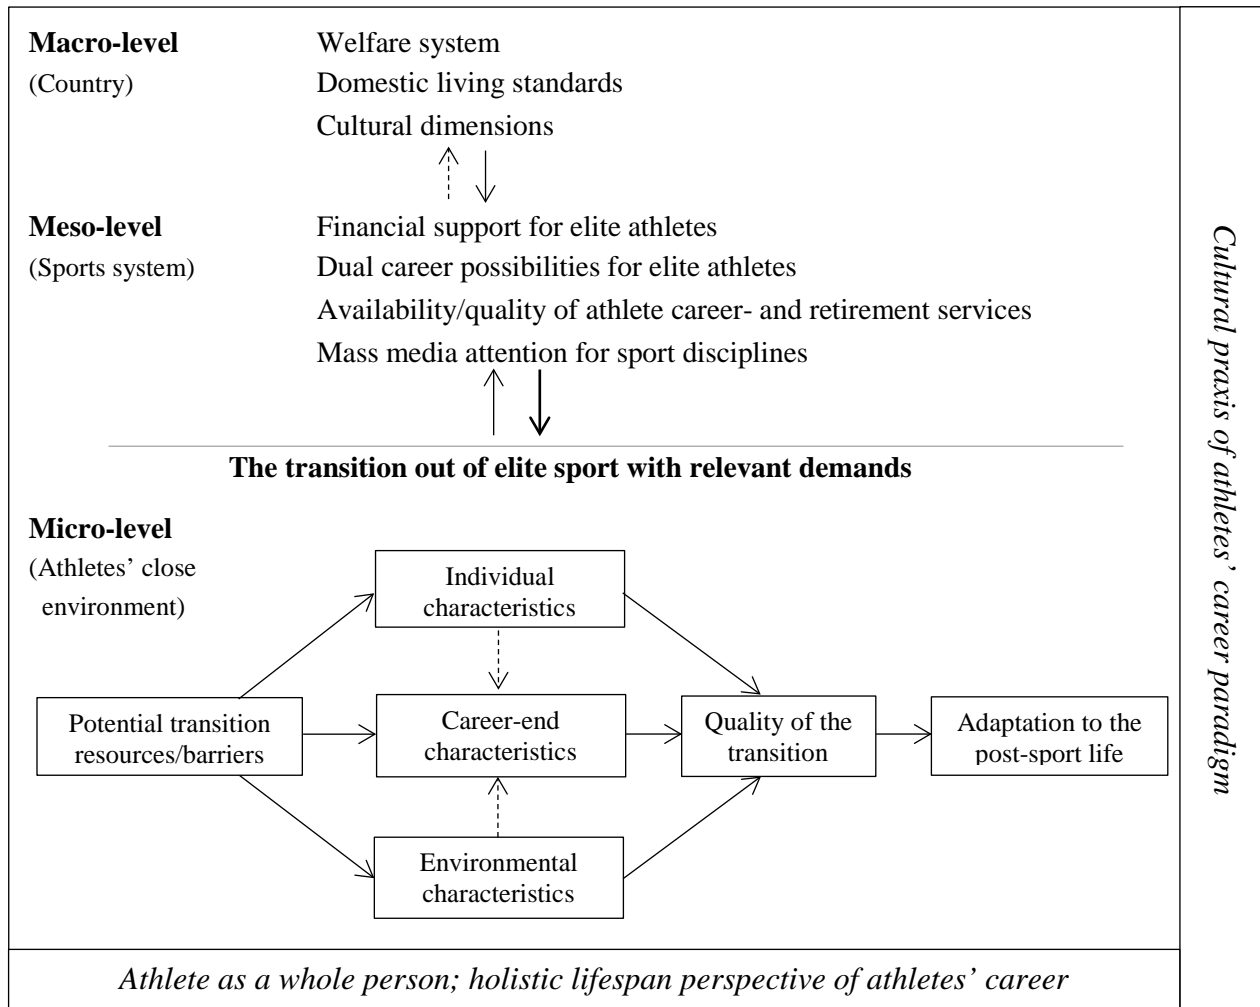 Macro-level
Welfare system
(Country)
Domestic living standards
Cultural dimensions
Meso-level
Financial support for elite athletes
(Sports system)
Dual career possibilities for elite athletes
Availability/quality of athlete career- and retirement services
Mass media attention for sport disciplines
The transition out of elite sport with relevant demands
Micro-level
(Athletes’ close
environment)
Individual
characteristics
Potential transition
resources/barriers
Career-end
characteristics
Quality of the
transition
Adaptation to the
post-sport life
Environmental
characteristics
Cultural praxis of athletes’ career paradigm
Athlete as a whole person; holistic lifespan perspective of athletes’ career